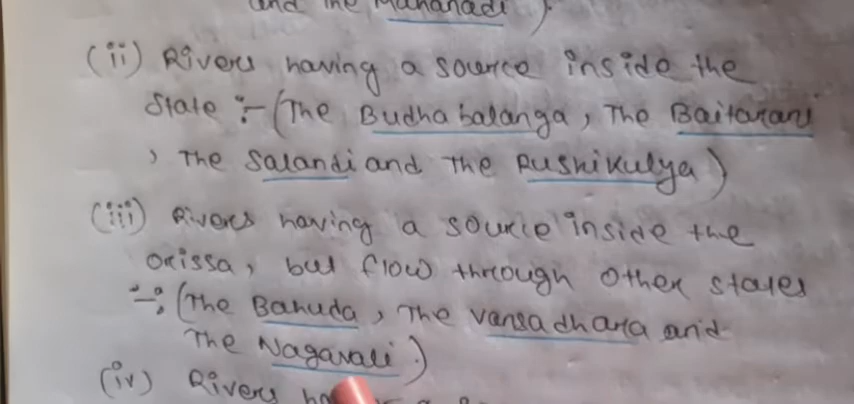 and the Mahanadi ).
(ii) Rivers having a source inside the
State :- (The Budhabalanga, The Baitarani
, The Salandi and The Rushikulya)
(iii) Rivers having a source inside the
Orissa, but flow through other states
-: (The Bahuda, The Vansadhara and
The Nagavali.)
(iv) Rivers